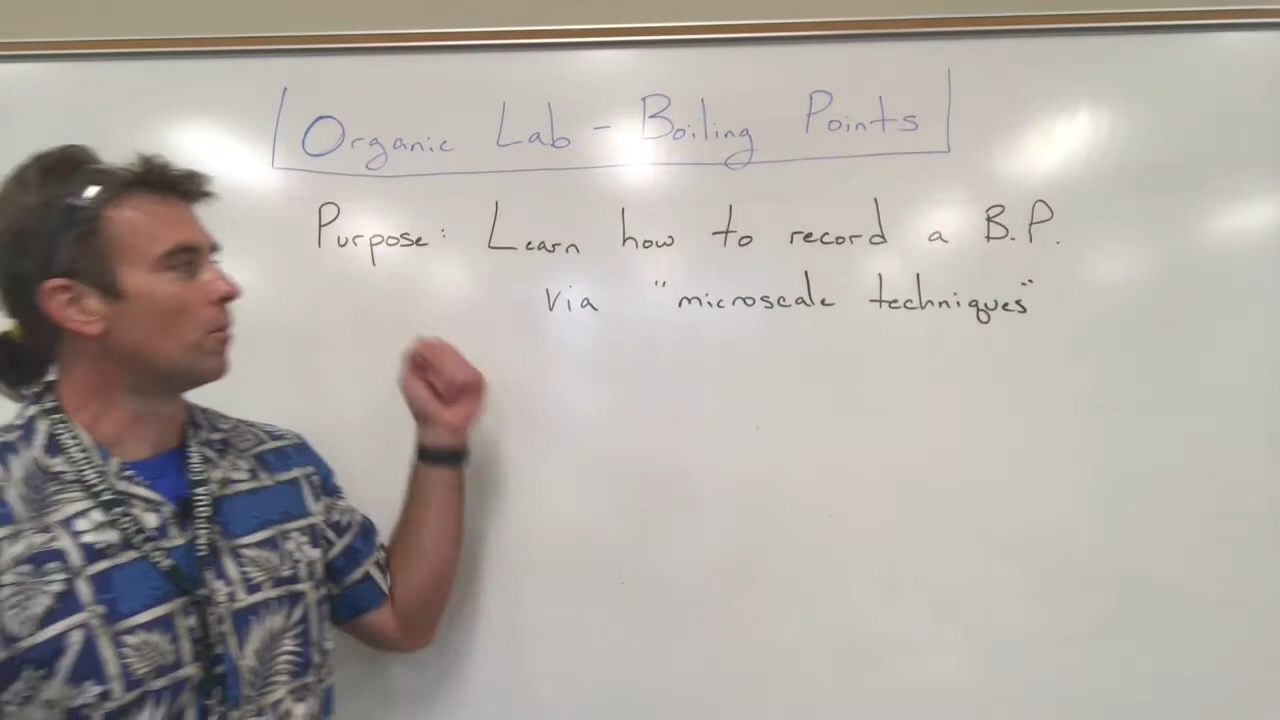 Organic Lab - Boiling Points
Purpose: Learn how to record a B.P.
via "microscale techniques"